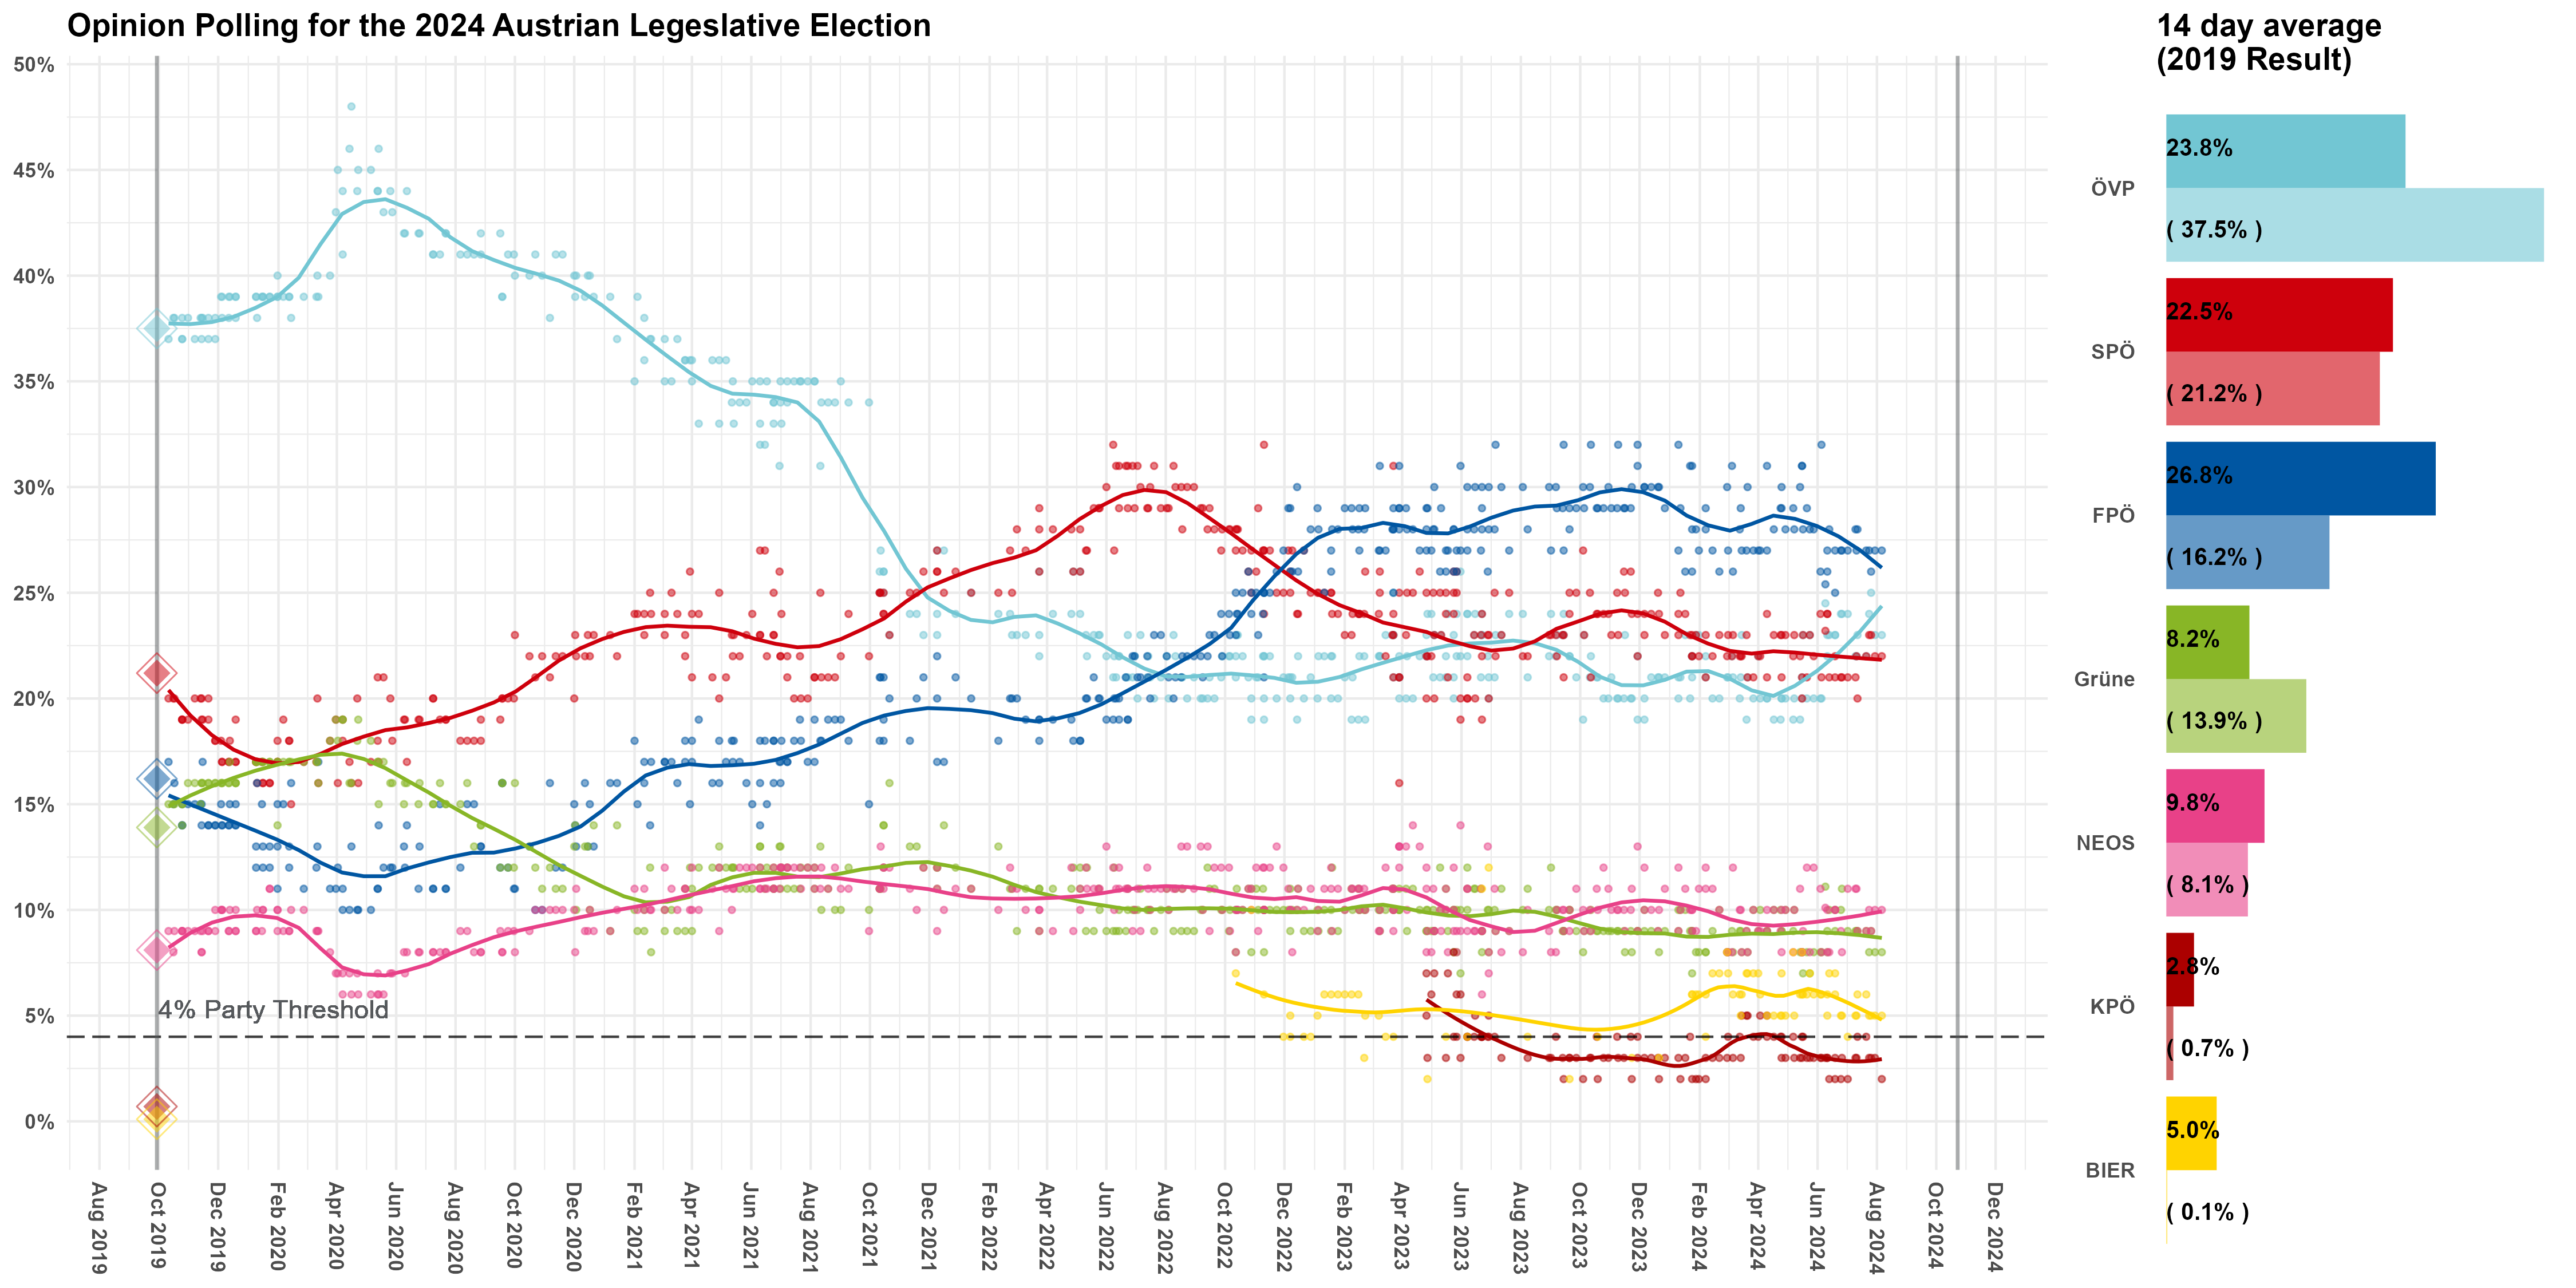 Opinion Polling for the 2024 Austrian Legeslative Election
14 day average
(2019 Result)
50%
45%
40%
35%
30%
25%
20%
15%
10%
5%
0%
4% Party Threshold
Aug 2019
Oct 2019
Dec 2019
Feb 2020
Apr 2020
Jun 2020
Aug 2020
Oct 2020
Dec 2020
Feb 2021
Apr 2021
Jun 2021
Aug 2021
Oct 2021
Dec 2021
Feb 2022
Apr 2022
Jun 2022
Aug 2022
Oct 2022
Dec 2022
Feb 2023
Apr 2023
Jun 2023
Aug 2023
Oct 2023
Dec 2023
Feb 2024
Apr 2024
Jun 2024
Aug 2024
Oct 2024
Dec 2024
ÖVP
23.8%
( 37.5% )
SPÖ
22.5%
( 21.2% )
FPÖ
26.8%
( 16.2% )
Grüne
8.2%
( 13.9% )
NEOS
9.8%
( 8.1% )
KPÖ
2.8%
( 0.7% )
BIER
5.0%
( 0.1% )